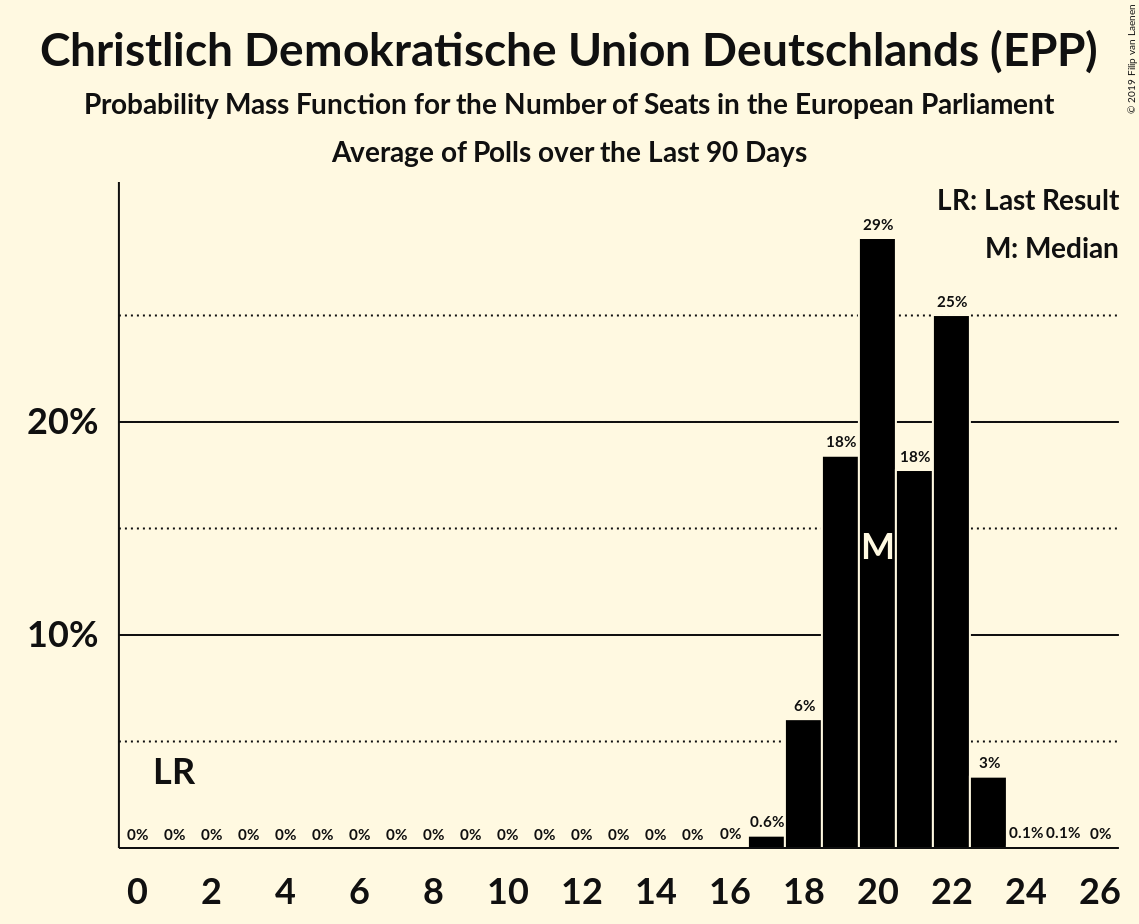 Christlich Demokratische Union Deutschlands (EPP)
Probability Mass Function for the Number of Seats in the European Parliament
Average of Polls over the Last 90 Days
© 2019 Filip van Laenen
LR: Last Result
M: Median
29%
25%
20%
18%
18%
M
10%
6%
LR
3%
0% 0% 0% 0% 0% 0% 0% 0% 0% 0% 0% 0% 0% 0% 0% 0% 0% 0.6% 0.1% 0.1% 0%
0 2 4 6 8 10 12 14 16 18 20 22 24 26